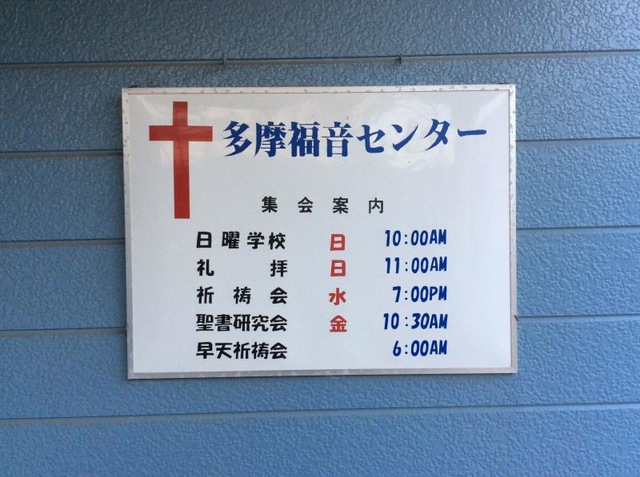 多摩福音センター
集会案内
日曜学校 日 10:00AM
礼拝 日 11:00AM
祈祷会 水 7:00PM
聖書研究会 金 10:30AM
早天祈祷会 6:00AM